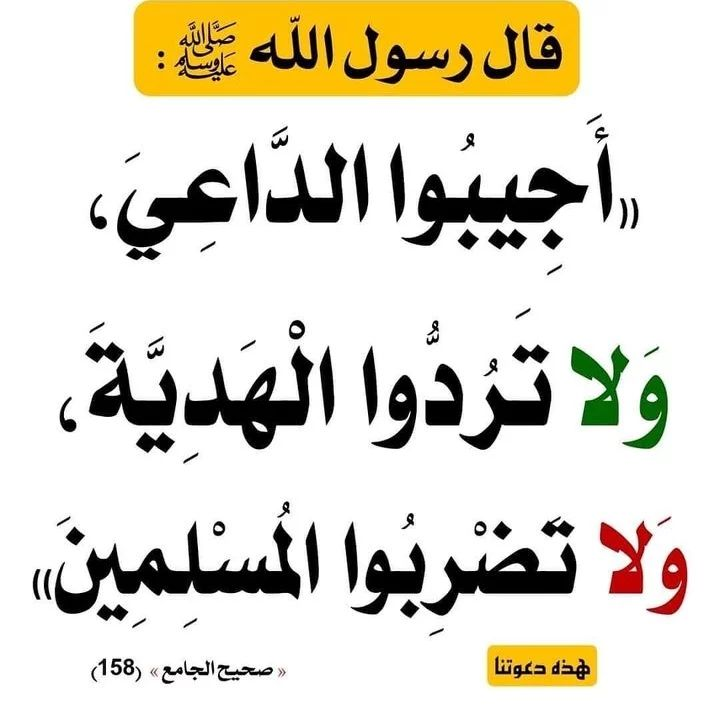 قال رسول الله ﷺ :
((أَجِيبُوا الدَّاعِيَ،
وَلا تَرُدُّوا الْهَدِيَّةَ،
وَلا تَضْرِبُوا المُسْلِمِينَ))
هذه دعوتنا
« صحيح الجامع » (158)